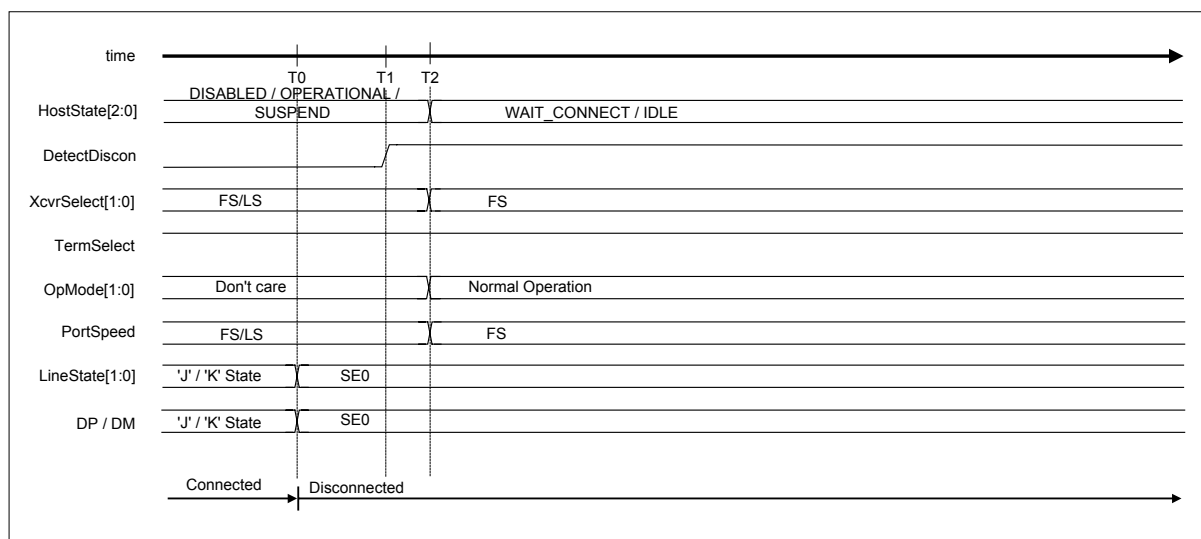 time
T0 T1 T2
DISABLED / OPERATIONAL /
HostState[2:0] SUSPEND WAIT_CONNECT / IDLE
DetectDiscon
XcvrSelect[1:0] FS/LS FS
TermSelect
OpMode[1:0] Don't care Normal Operation
PortSpeed FS/LS FS
LineState[1:0] 'J' / 'K' State SE0
DP / DM 'J' / 'K' State SE0
Connected Disconnected